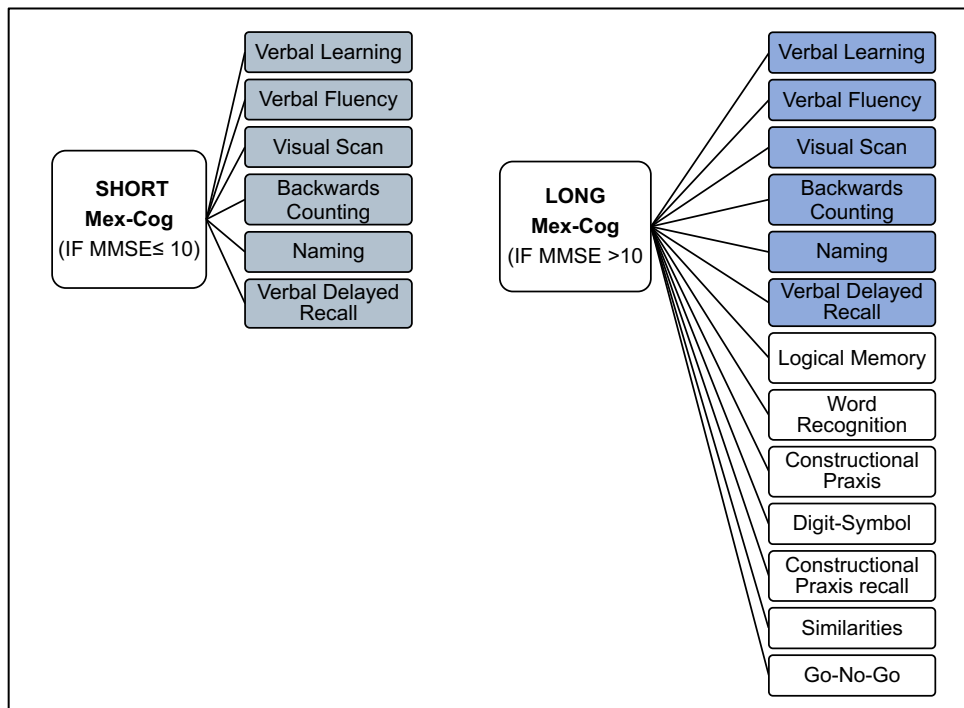 SHORT
Mex-Cog
(IF MMSE≤ 10)
Verbal Learning
Verbal Fluency
Visual Scan
Backwards
Counting
Naming
Verbal Delayed
Recall
LONG
Mex-Cog
(IF MMSE >10
Verbal Learning
Verbal Fluency
Visual Scan
Backwards
Counting
Naming
Verbal Delayed
Recall
Logical Memory
Word
Recognition
Constructional
Praxis
Digit-Symbol
Constructional
Praxis recall
Similarities
Go-No-Go